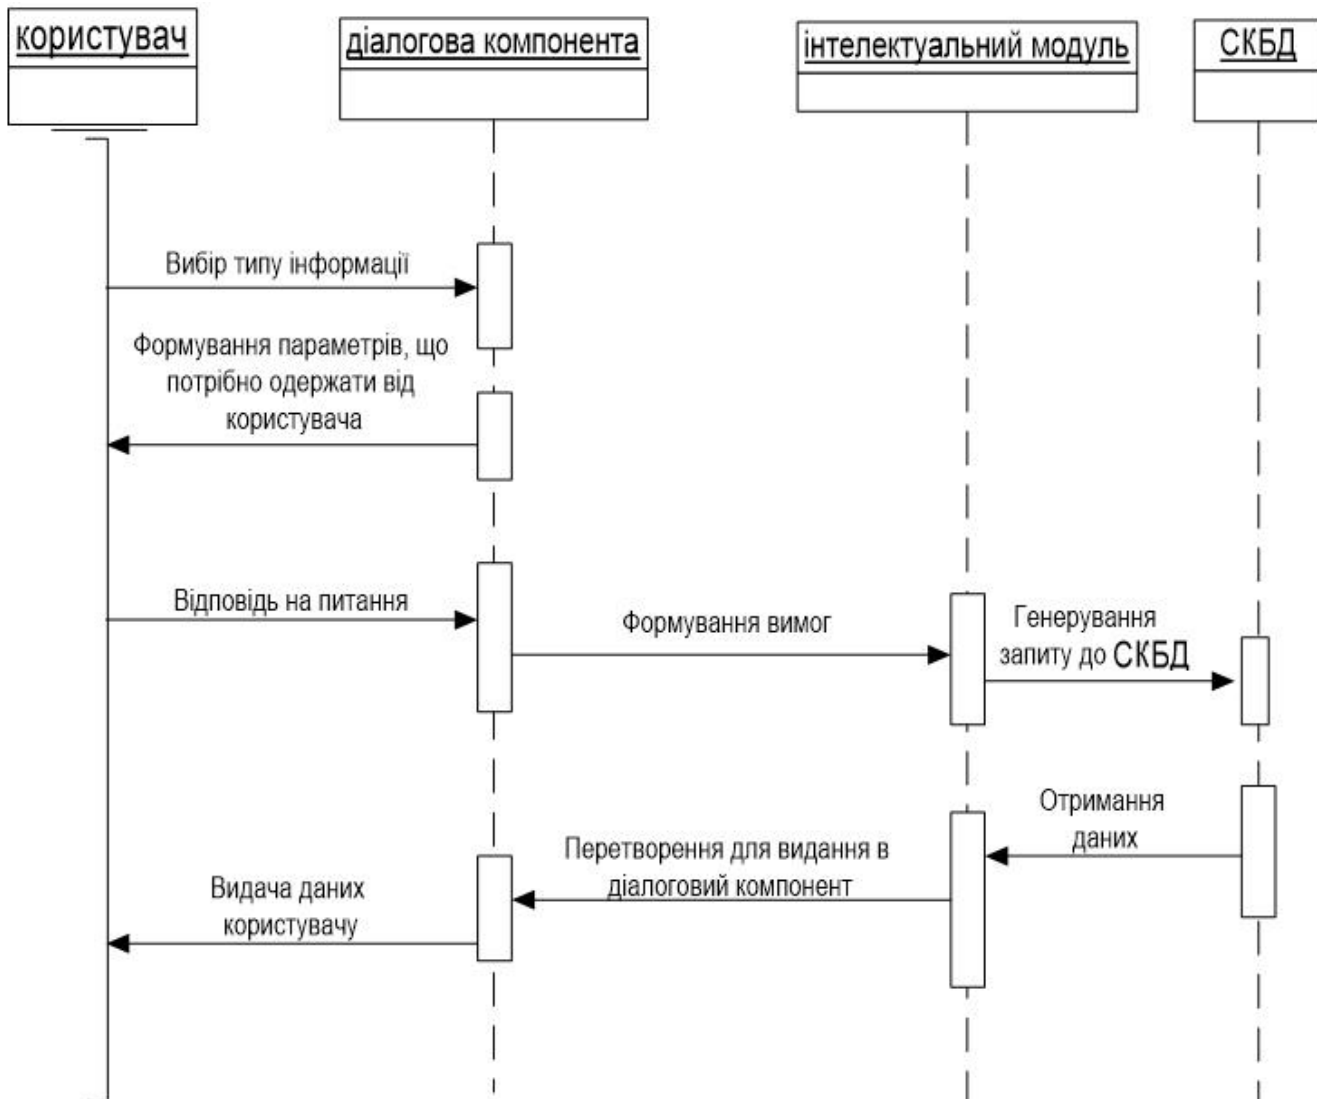 користувач
діалогова компонента
інтелектуальний модуль
СКБД
Вибір типу інформації
Формування параметрів, що
потрібно одержати від
користувача
Відповідь на питання
Формування вимог
Генерування
запиту до СКБД
Отримання
даних
Перетворення для видання в
діалоговий компонент
Видача даних
користувачу